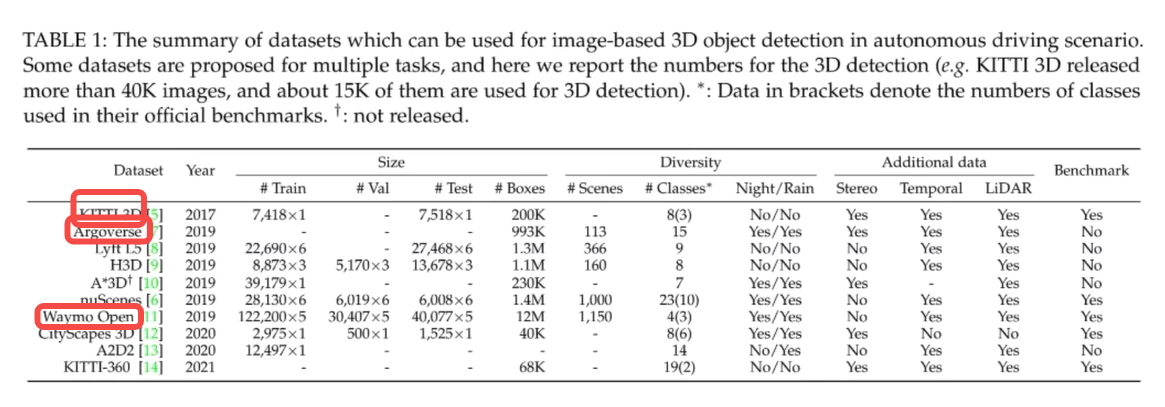 TABLE 1: The summary of datasets which can be used for image-based 3D object detection in autonomous driving scenario.
Some datasets are proposed for multiple tasks, and here we report the numbers for the 3D detection (e.g. KITTI 3D released
more than 40K images, and about 15K of them are used for 3D detection). *: Data in brackets denote the numbers of classes
used in their official benchmarks. †: not released.
Dataset Year Size Diversity Additional data Benchmark
# Train # Val # Test # Boxes # Scenes # Classes* Night/Rain Stereo Temporal LiDAR
KITTI 3D [5] 2017 7,418×1 - 7,518×1 200K - 8(3) No/No Yes Yes Yes Yes
Argoverse [7] 2019 - - - 993K 113 15 Yes/Yes Yes Yes Yes No
Lyft L5 [8] 2019 22,690×6 - 27,468×6 1.3M 366 9 No/No No Yes Yes No
H3D [9] 2019 8,873×3 5,170×3 13,678×3 1.1M 160 8 No/No No Yes Yes No
A*3D† [10] 2019 39,179×1 - - 230K - 7 Yes/Yes Yes - Yes No
nuScenes [6] 2019 28,130×6 6,019×6 6,008×6 1.4M 1,000 23(10) Yes/Yes No Yes Yes Yes
Waymo Open [11] 2019 122,200×5 30,407×5 40,077×5 12M 1,150 4(3) Yes/Yes No Yes Yes Yes
CityScapes 3D [12] 2020 2,975×1 500×1 1,525×1 40K - 8(6) Yes/Yes Yes No No Yes
A2D2 [13] 2020 12,497×1 - - - - 14 No/Yes No Yes Yes No
KITTI-360 [14] 2021 - - - 68K - 19(2) No/No Yes Yes Yes Yes